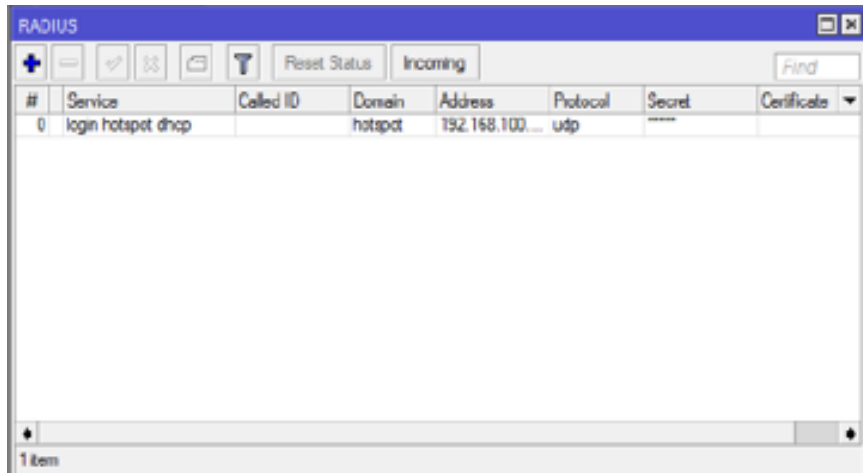 RADIUS
Reset Status Incoming Find
# Service Called ID Domain Address Protocol Secret Certificate
0 login hotspot dhcp hotspot 192.168.100.... udp *****
1 item